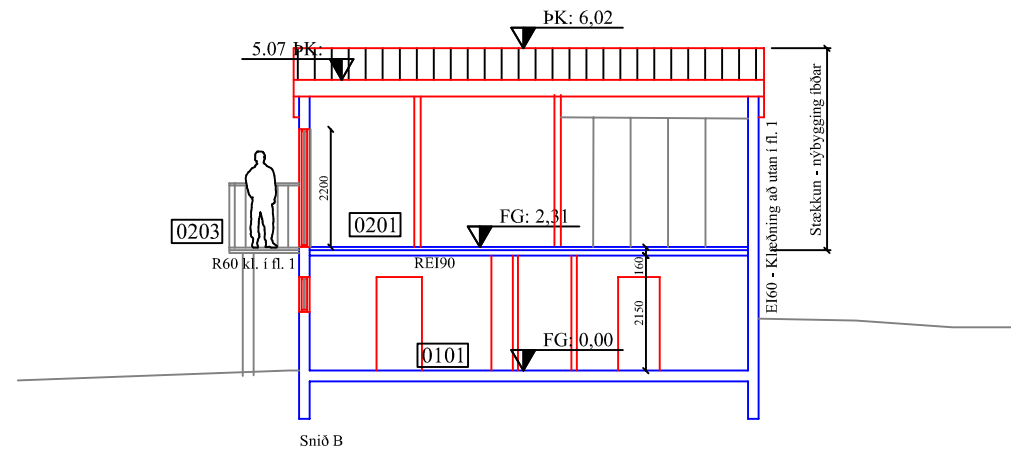 ÞK: 6,02
5.07 ÞK:
Stækkun - nýbygging íbðar
EI60 - Klæðning að utan í fl. 1
2200
0203
0201
FG: 2,31
R60 kl. í fl. 1
REI90
160
2150
FG: 0,00
0101
Snið B